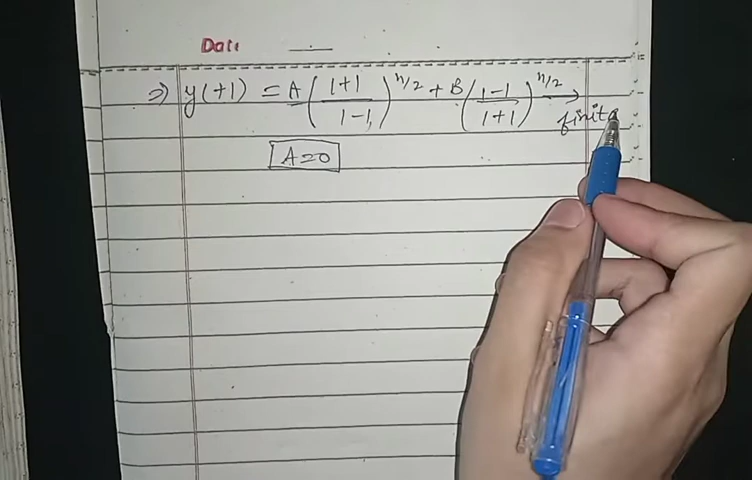 Date
⇒ y(+1) = A(1+1/1-1)^n/2 + B(1-1/1+1)^n/2 → finite
A=0